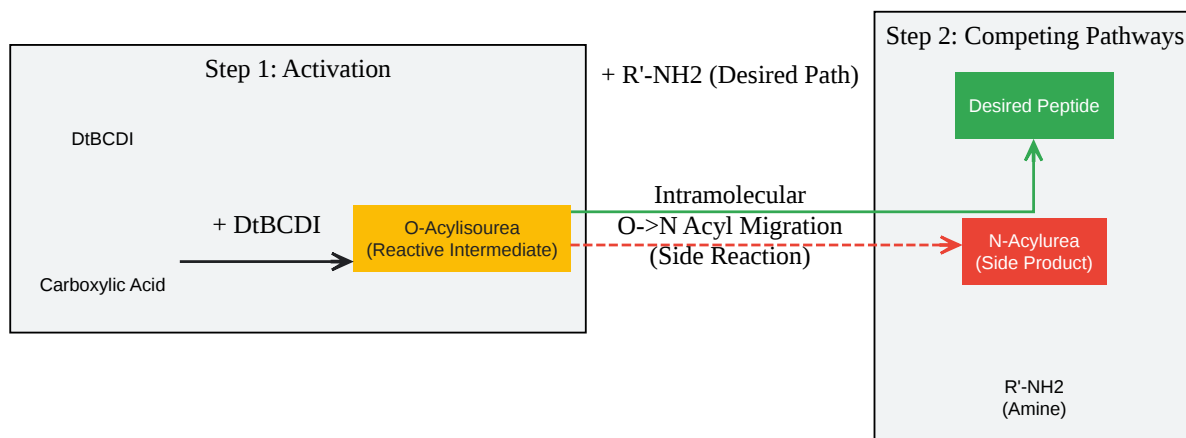 Step 1: Activation
DtBCDI
+ DtBCDI
Carboxylic Acid
O-Acylisourea
(Reactive Intermediate)
+ R'-NH2 (Desired Path)
Intramolecular
O->N Acyl Migration
(Side Reaction)
Step 2: Competing Pathways
Desired Peptide
N-Acylurea
(Side Product)
R'-NH2
(Amine)